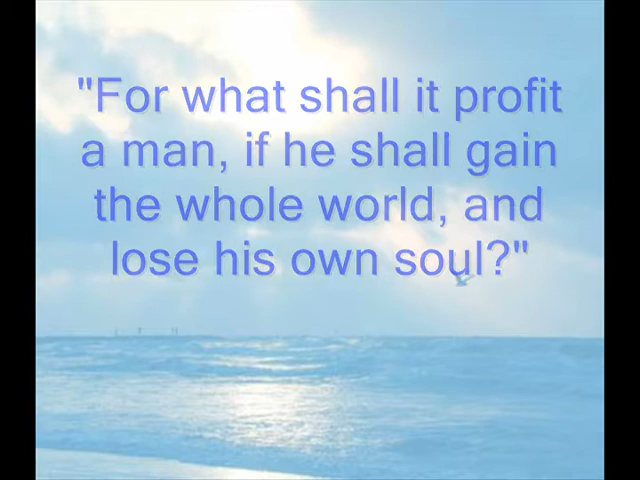 "For what shall it profit
a man, if he shall gain
the whole world, and
lose his own soul?"